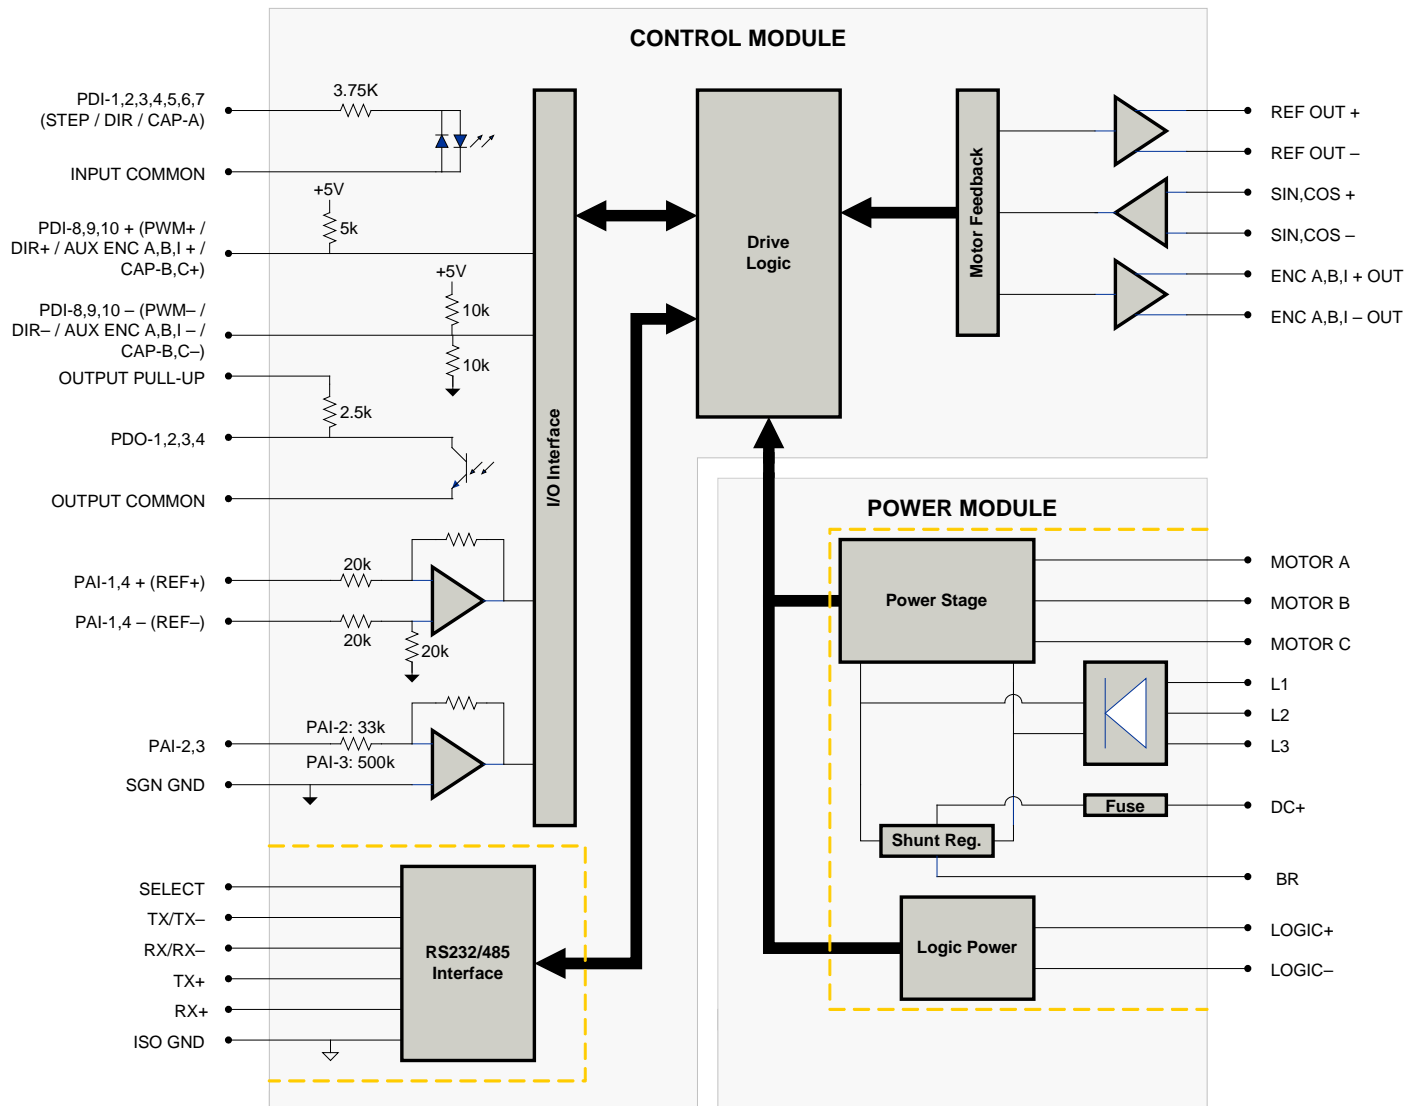 CONTROL MODULE
PDI-1,2,3,4,5,6,7
(STEP / DIR / CAP-A)
3.75K
INPUT COMMON
+5V
5k
PDI-8,9,10 + (PWM+ /
DIR+ / AUX ENC A,B,I + /
CAP-B,C+)
+5V
10k
PDI-8,9,10 – (PWM– /
DIR– / AUX ENC A,B,I – /
CAP-B,C–)
10k
OUTPUT PULL-UP
2.5k
PDO-1,2,3,4
OUTPUT COMMON
PAI-1,4 + (REF+)
20k
PAI-1,4 – (REF–)
20k
20k
PAI-2: 33k
PAI-2,3
PAI-3: 500k
SGN GND
I/O Interface
Drive
Logic
Motor Feedback
REF OUT +
REF OUT –
SIN,COS +
SIN,COS –
ENC A,B,I + OUT
ENC A,B,I – OUT
SELECT
TX/TX–
RX/RX–
TX+
RX+
ISO GND
RS232/485
Interface
POWER MODULE
Power Stage
MOTOR A
MOTOR B
MOTOR C
L1
L2
L3
Fuse
DC+
Shunt Reg.
BR
Logic Power
LOGIC+
LOGIC–